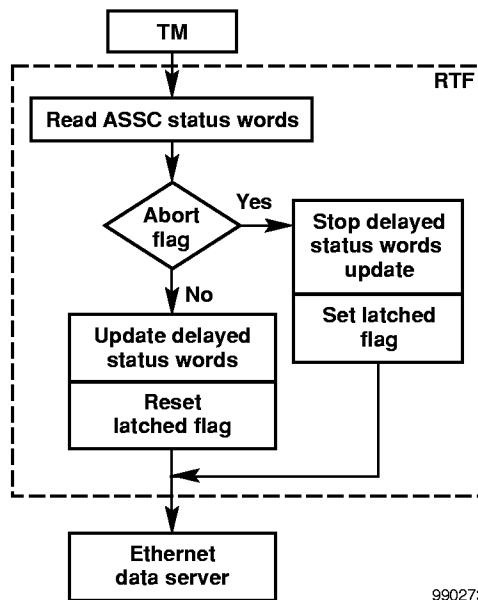 TM
RTF
Read ASSC status words
Abort
flag
Yes
Stop delayed
status words
update
Set latched
flag
No
Update delayed
status words
Reset
latched flag
Ethernet
data server